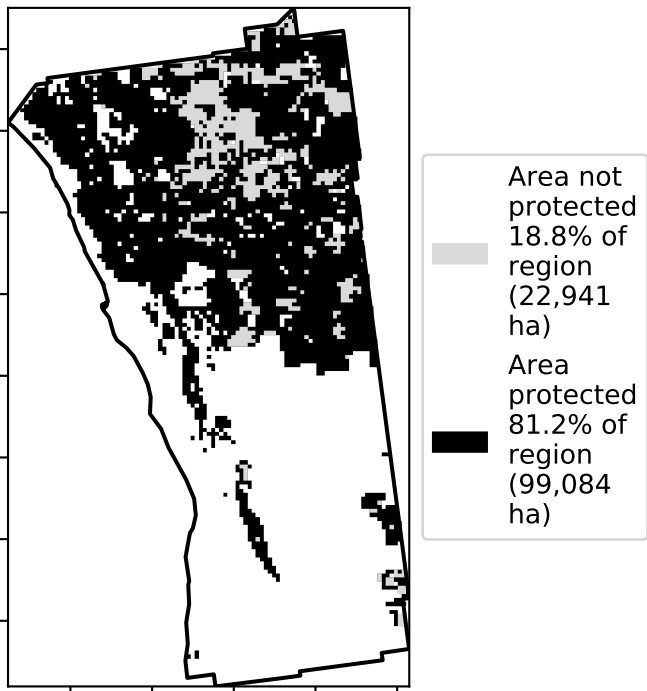 Area not
protected
18.8% of
region
(22,941
ha)
Area
protected
81.2% of
region
(99,084
ha)